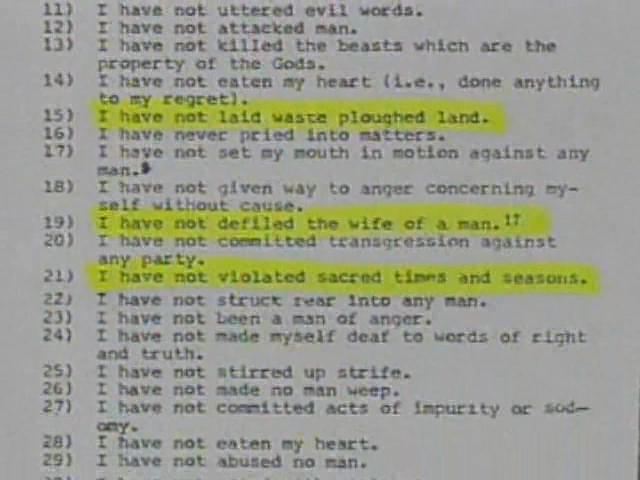 11) I have not uttered evil words.
12) I have not attacked man.
13) I have not killed the beasts which are the
property of the Gods.
14) I have not eaten my heart (i.e., done anything
to my regret).
15) I have not laid waste ploughed land.
16) I have never pried into matters.
17) I have not set my mouth in motion against any
man.
18) I have not given way to anger concerning my-
self without cause.
19) I have not defiled the wife of a man.17
20) I have not committed transgression against
any party.
21) I have not violated sacred times and seasons.
22) I have not struck fear into any man.
23) I have not been a man of anger.
24) I have not made myself deaf to words of right
and truth.
25) I have not stirred up strife.
26) I have not made no man weep.
27) I have not committed acts of impurity or sod-
omy.
28) I have not eaten my heart.
29) I have not abused no man.